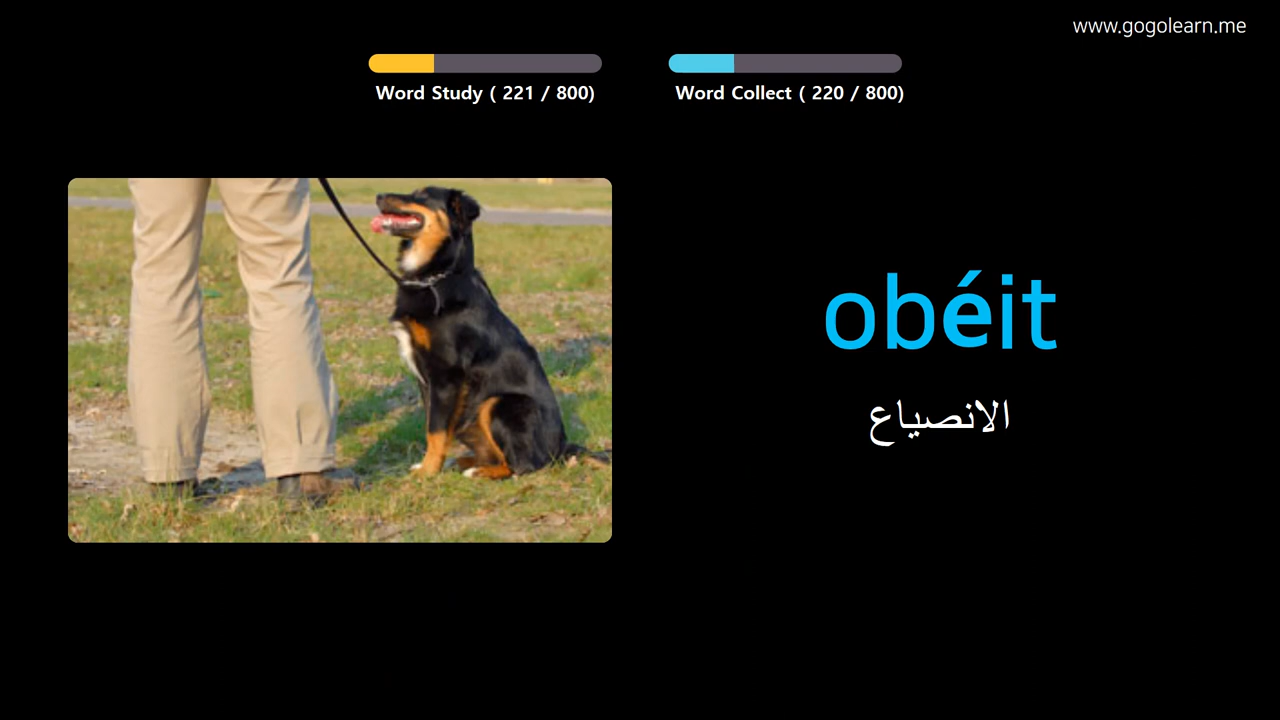 www.gogolearn.me
Word Study ( 221 / 800)
Word Collect ( 220 / 800)
obéit
الانصياع